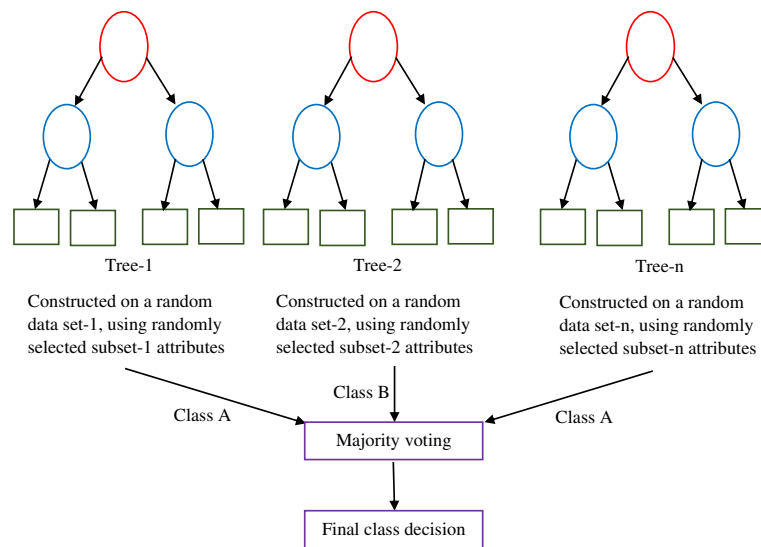 Tree-1
Tree-2
Tree-n
Constructed on a random
data set-1, using randomly
selected subset-1 attributes
Constructed on a random
data set-2, using randomly
selected subset-2 attributes
Constructed on a random
data set-n, using randomly
selected subset-n attributes
Class A
Class B
Class A
Majority voting
Final class decision